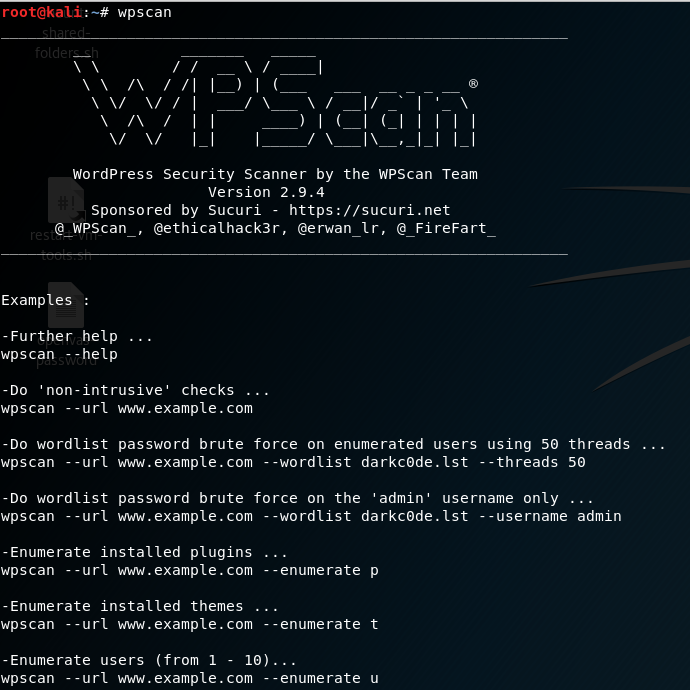 root@kali:~# wpscan
shared-
folders.sh
WPScan ®
WordPress Security Scanner by the WPScan Team
Version 2.9.4
Sponsored by Sucuri - https://sucuri.net
@_WPScan_, @ethicalhack3r, @erwan_lr, @_FireFart_
#!
restart-vm-
tools.sh
Examples :
openvas
password
-Further help ...
wpscan --help
-Do 'non-intrusive' checks ...
wpscan --url www.example.com
-Do wordlist password brute force on enumerated users using 50 threads ...
wpscan --url www.example.com --wordlist darkc0de.lst --threads 50
-Do wordlist password brute force on the 'admin' username only ...
wpscan --url www.example.com --wordlist darkc0de.lst --username admin
-Enumerate installed plugins ...
wpscan --url www.example.com --enumerate p
-Enumerate installed themes ...
wpscan --url www.example.com --enumerate t
-Enumerate users (from 1 - 10)...
wpscan --url www.example.com --enumerate u